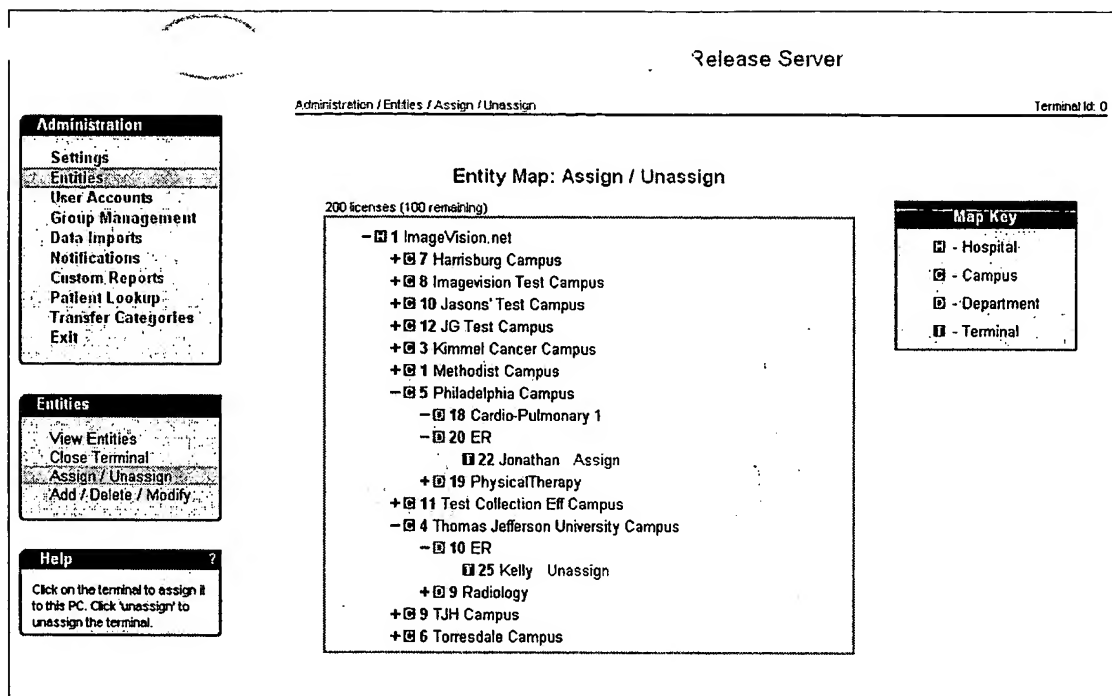 Release Server
Administration / Entities / Assign / Unassign
Terminal Id: 0
Administration
Settings
Entities
User Accounts
Group Management
Data Imports
Notifications
Custom Reports
Patient Lookup
Transfer Categories
Exit
Entities
View Entities
Close Terminal
Assign / Unassign
Add / Delete / Modify
Help ?
Click on the terminal to assign it
to this PC. Click 'unassign' to
unassign the terminal.
Entity Map: Assign / Unassign
200 licenses (100 remaining)
– H 1 ImageVision.net
+ C 7 Harrisburg Campus
+ C 8 Imagevision Test Campus
+ C 10 Jasons' Test Campus
+ C 12 JG Test Campus
+ C 3 Kimmel Cancer Campus
+ C 1 Methodist Campus
– C 5 Philadelphia Campus
– D 18 Cardio-Pulmonary 1
– D 20 ER
T 22 Jonathan Assign
+ D 19 PhysicalTherapy
+ C 11 Test Collection Eff Campus
– C 4 Thomas Jefferson University Campus
– D 10 ER
T 25 Kelly Unassign
+ D 9 Radiology
+ C 9 TJH Campus
+ C 6 Torresdale Campus
Map Key
H - Hospital
C - Campus
D - Department
T - Terminal